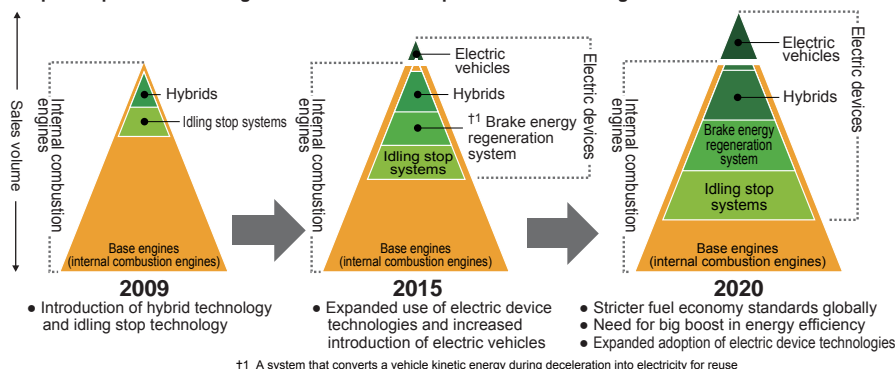 Sales volume
Internal combustion
engines
Hybrids
Idling stop systems
Base engines
(internal combustion engines)
2009
● Introduction of hybrid technology
and idling stop technology
Internal combustion
engines
Electric
vehicles
Hybrids
†1 Brake energy
regeneration
system
Idling stop
systems
Electric devices
Base engines
(internal combustion engines)
2015
● Expanded use of electric device
technologies and increased
introduction of electric vehicles
Internal combustion
engines
Electric
vehicles
Hybrids
Brake energy
regeneration
system
Idling stop
systems
Electric devices
Base engines
(internal combustion engines)
2020
● Stricter fuel economy standards globally
● Need for big boost in energy efficiency
● Expanded adoption of electric device technologies
†1 A system that converts a vehicle kinetic energy during deceleration into electricity for reuse